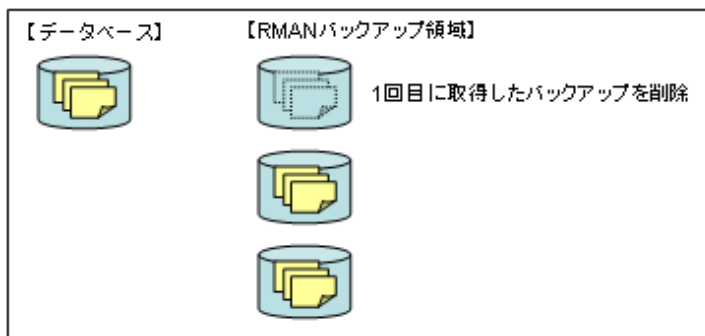 【データベース】
【RMANバックアップ領域】
1回目に取得したバックアップを削除